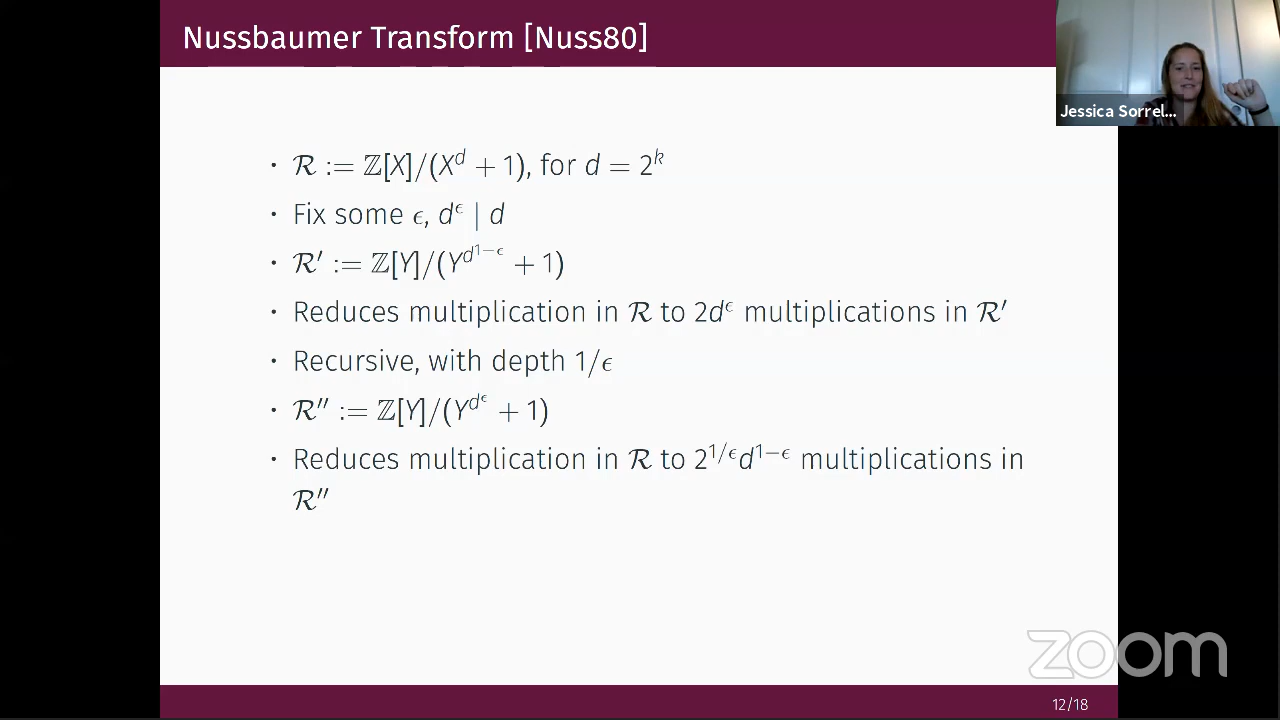 Nussbaumer Transform [Nuss80]
Jessica Sorrel...
• ℛ := ℤ[X]/(X^d + 1), for d = 2^k
• Fix some ϵ, d^ϵ | d
• ℛ′ := ℤ[Y]/(Y^{d^{1−ϵ}} + 1)
• Reduces multiplication in ℛ to 2d^ϵ multiplications in ℛ′
• Recursive, with depth 1/ϵ
• ℛ″ := ℤ[Y]/(Y^{d^ϵ} + 1)
• Reduces multiplication in ℛ to 2^{1/ϵ}d^{1−ϵ} multiplications in
ℛ″
zoom
12/18